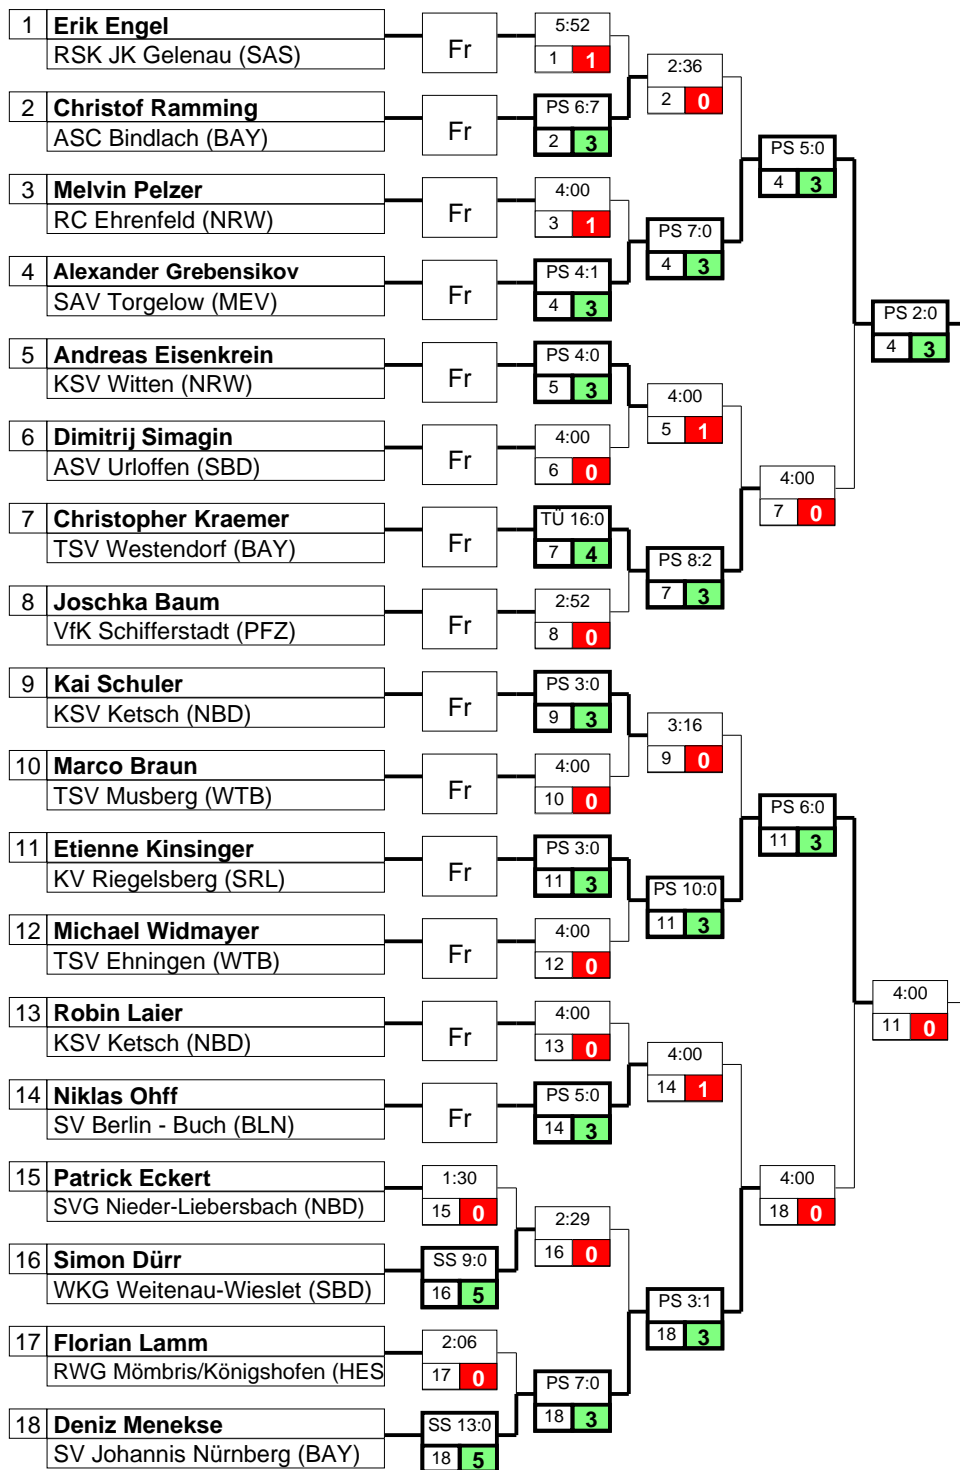 1 Erik Engel
RSK JK Gelenau (SAS)
Fr
5:52
1 1
2:36
2 0
2 Christof Ramming
ASC Bindlach (BAY)
Fr
PS 6:7
2 3
PS 5:0
4 3
3 Melvin Pelzer
RC Ehrenfeld (NRW)
Fr
4:00
3 1
PS 7:0
4 3
4 Alexander Grebensikov
SAV Torgelow (MEV)
Fr
PS 4:1
4 3
PS 2:0
4 3
5 Andreas Eisenkrein
KSV Witten (NRW)
Fr
PS 4:0
5 3
4:00
5 1
6 Dimitrij Simagin
ASV Urloffen (SBD)
Fr
4:00
6 0
4:00
7 0
7 Christopher Kraemer
TSV Westendorf (BAY)
Fr
TÜ 16:0
7 4
PS 8:2
7 3
8 Joschka Baum
VfK Schifferstadt (PFZ)
Fr
2:52
8 0
9 Kai Schuler
KSV Ketsch (NBD)
Fr
PS 3:0
9 3
3:16
9 0
10 Marco Braun
TSV Musberg (WTB)
Fr
4:00
10 0
PS 6:0
11 3
11 Etienne Kinsinger
KV Riegelsberg (SRL)
Fr
PS 3:0
11 3
PS 10:0
11 3
12 Michael Widmayer
TSV Ehningen (WTB)
Fr
4:00
12 0
4:00
11 0
13 Robin Laier
KSV Ketsch (NBD)
Fr
4:00
13 0
4:00
14 1
14 Niklas Ohff
SV Berlin - Buch (BLN)
Fr
PS 5:0
14 3
15 Patrick Eckert
SVG Nieder-Liebersbach (NBD)
1:30
15 0
2:29
16 0
4:00
18 0
16 Simon Dürr
WKG Weitenau-Wieslet (SBD)
SS 9:0
16 5
PS 3:1
18 3
17 Florian Lamm
RWG Mömbris/Königshofen (HES
2:06
17 0
PS 7:0
18 3
18 Deniz Menekse
SV Johannis Nürnberg (BAY)
SS 13:0
18 5